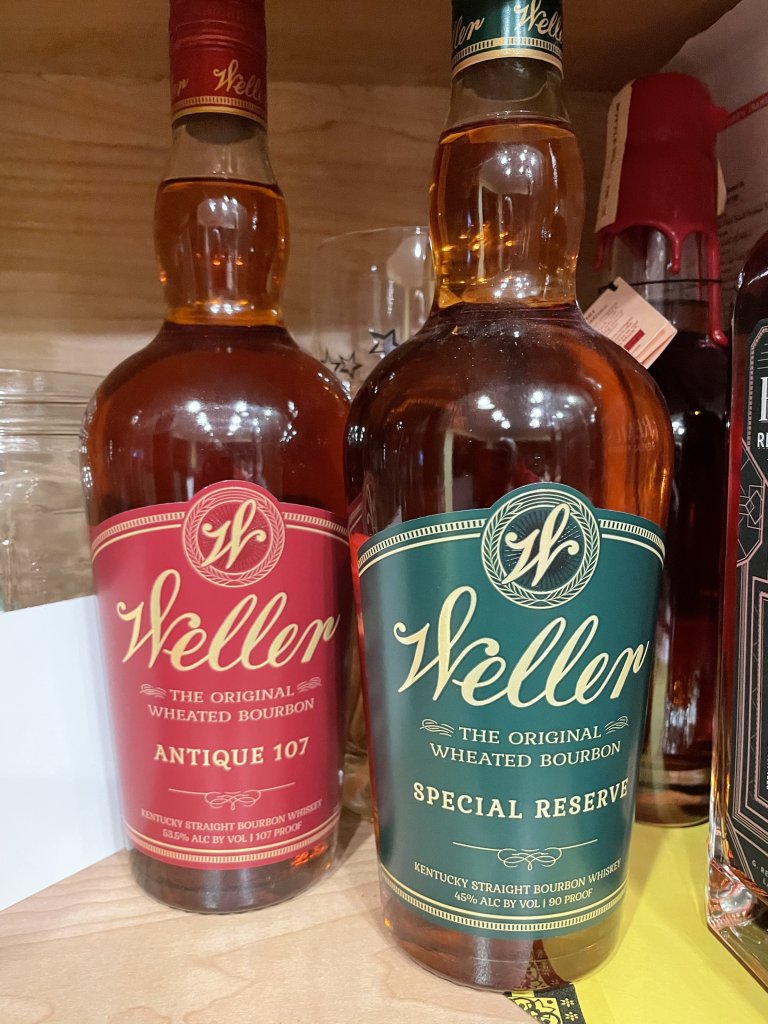 Weller
Weller
W
Weller
THE ORIGINAL
WHEATED BOURBON
ANTIQUE 107
KENTUCKY STRAIGHT BOURBON WHISKEY
53.5% ALC BY VOL | 107 PROOF
W
Weller
THE ORIGINAL
WHEATED BOURBON
SPECIAL RESERVE
KENTUCKY STRAIGHT BOURBON WHISKEY
45% ALC BY VOL | 90 PROOF